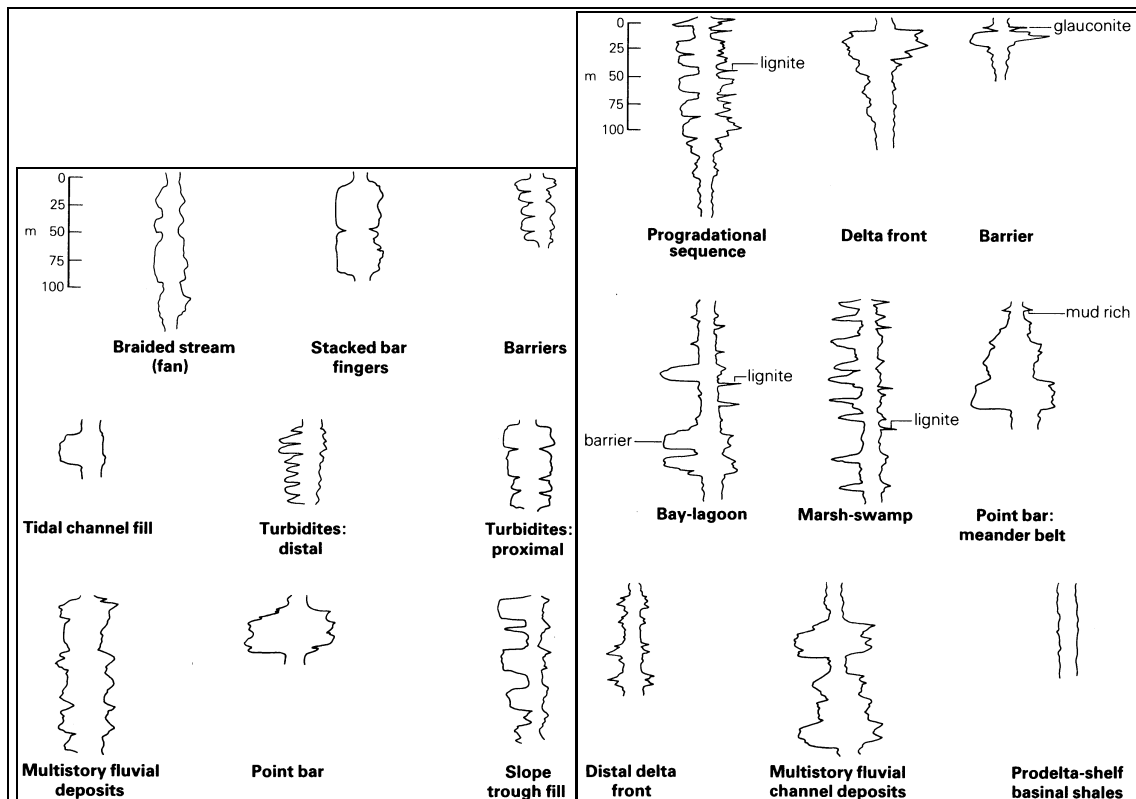 0
25
m 50
75
100
Braided stream
(fan)
Stacked bar
fingers
Barriers
Tidal channel fill
Turbidites:
distal
Turbidites:
proximal
Multistory fluvial
deposits
Point bar
Slope
trough fill
0
25
m 50
75
100
lignite
glauconite
Progradational
sequence
Delta front
Barrier
lignite
barrier
lignite
mud rich
Bay-lagoon
Marsh-swamp
Point bar:
meander belt
Distal delta
front
Multistory fluvial
channel deposits
Prodelta-shelf
basinal shales